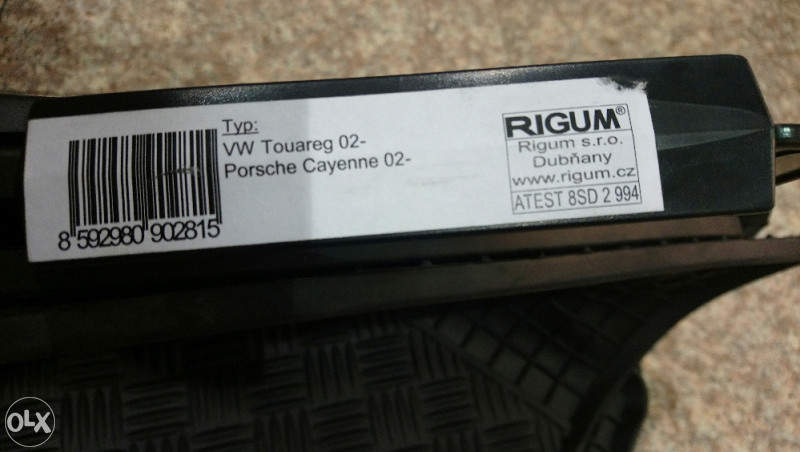 Typ:
VW Touareg 02-
Porsche Cayenne 02-
8 592980 902815
RIGUM®
Rigum s.r.o.
Dubňany
www.rigum.cz
ATEST 8SD 2 994
OLX